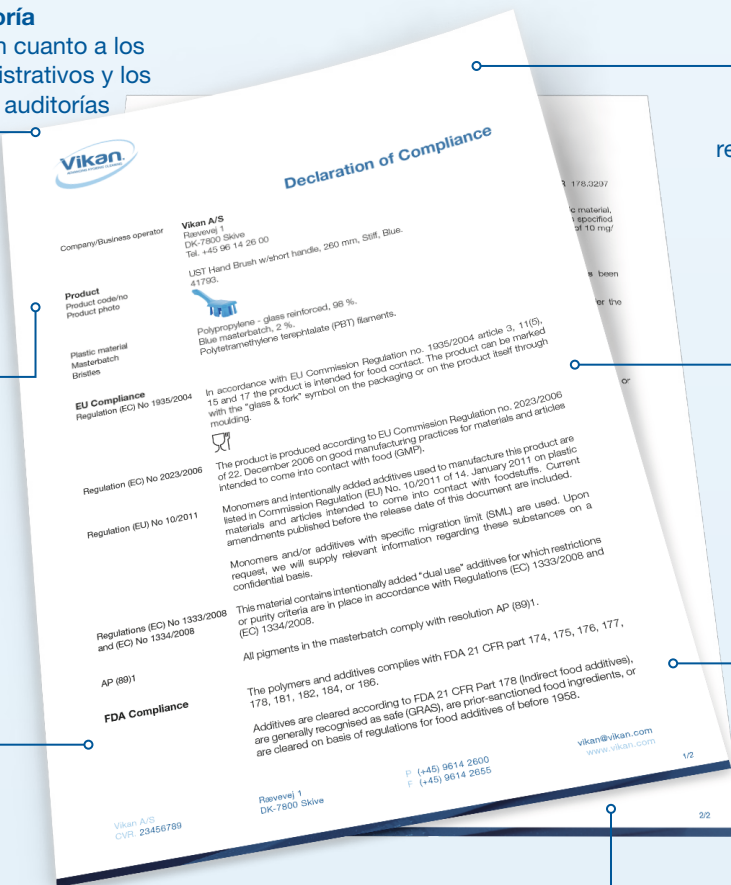 oría
n cuanto a los
istrativos y los
auditorías
re
Vikan
Declaration of Compliance
Company/Business operator
Vikan A/S
Rævevej 1
DK-7800 Skive
Tel. +45 96 14 26 00
Product
Product code/no
Product photo
UST Hand Brush w/short handle, 260 mm, Stiff, Blue.
41793.
Plastic material
Masterbatch
Bristles
Polypropylene - glass reinforced, 98 %.
Blue masterbatch, 2 %.
Polytetramethylene terephtalate (PBT) filaments.
EU Compliance
Regulation (EC) No 1935/2004
In accordance with EU Commission Regulation no. 1935/2004 article 3, 11(5),
15 and 17 the product is intended for food contact. The product can be marked
with the "glass & fork" symbol on the packaging or on the product itself through
moulding.
Regulation (EC) No 2023/2006
The product is produced according to EU Commission Regulation no. 2023/2006
of 22. December 2006 on good manufacturing practices for materials and articles
intended to come into contact with food (GMP).
Regulation (EU) No 10/2011
Monomers and intentionally added additives used to manufacture this product are
listed in Commission Regulation (EU) No. 10/2011 of 14. January 2011 on plastic
materials and articles intended to come into contact with foodstuffs. Current
amendments published before the release date of this document are included.
Monomers and/or additives with specific migration limit (SML) are used. Upon
request, we will supply relevant information regarding these substances on a
confidential basis.
Regulations (EC) No 1333/2008
and (EC) No 1334/2008
This material contains intentionally added "dual use" additives for which restrictions
or purity criteria are in place in accordance with Regulations (EC) 1333/2008 and
(EC) 1334/2008.
AP (89)1
All pigments in the masterbatch comply with resolution AP (89)1.
FDA Compliance
The polymers and additives complies with FDA 21 CFR part 174, 175, 176, 177,
178, 181, 182, 184, or 186.
Additives are cleared according to FDA 21 CFR Part 178 (Indirect food additives),
are generally recognised as safe (GRAS), are prior-sanctioned food ingredients, or
are cleared on basis of regulations for food additives of before 1958.
Vikan A/S
CVR. 23456789
Rævevej 1
DK-7800 Skive
P (+45) 9614 2600
F (+45) 9614 2655
vikan@vikan.com
www.vikan.com
1/2
178.3297
c material,
specified
of 10 mg/
been
er the
or
2/2